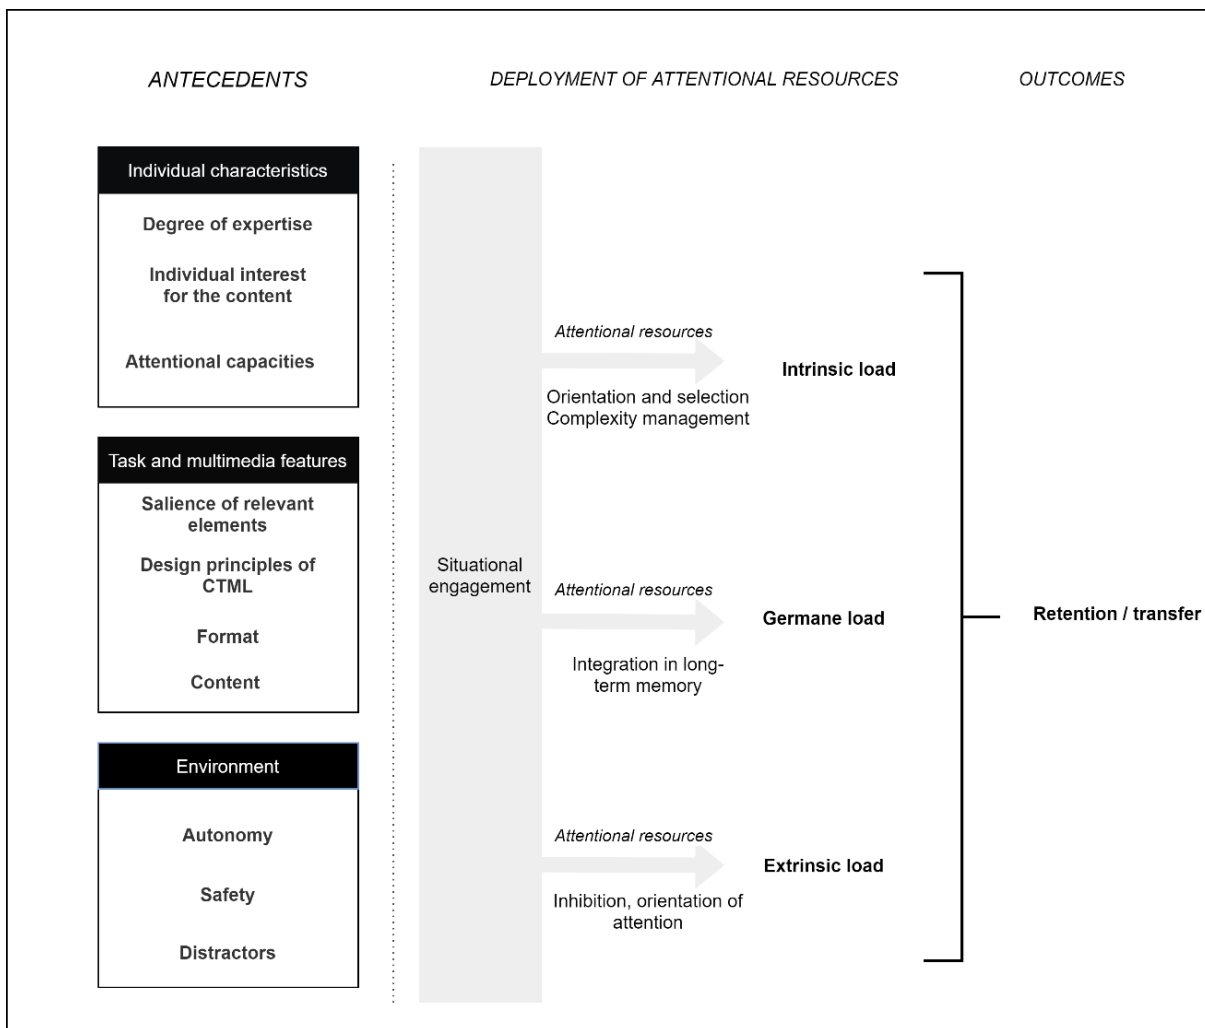 ANTECEDENTS
DEPLOYMENT OF ATTENTIONAL RESOURCES
OUTCOMES
Individual characteristics
Degree of expertise
Individual interest
for the content
Attentional capacities
Task and multimedia features
Salience of relevant
elements
Design principles of
CTML
Format
Content
Environment
Autonomy
Safety
Distractors
Situational
engagement
Attentional resources
Orientation and selection
Complexity management
Intrinsic load
Attentional resources
Integration in long-
term memory
Germane load
Attentional resources
Inhibition, orientation of
attention
Extrinsic load
Retention / transfer